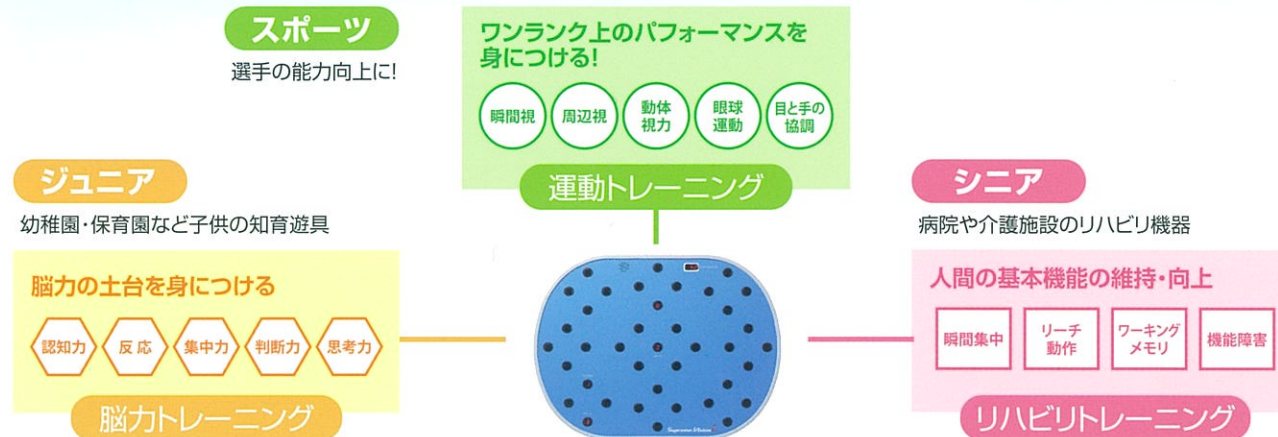 スポーツ
選手の能力向上に!
ワンランク上のパフォーマンスを
身につける!
瞬間視
周辺視
動体
視力
眼球
運動
目と手の
協調
運動トレーニング
ジュニア
幼稚園・保育園など子供の知育遊具
脳力の土台を身につける
認知力
反応
集中力
判断力
思考力
脳力トレーニング
シニア
病院や介護施設のリハビリ機器
人間の基本機能の維持・向上
瞬間集中
リーチ
動作
ワーキング
メモリ
機能障害
リハビリトレーニング
Supreme Vision